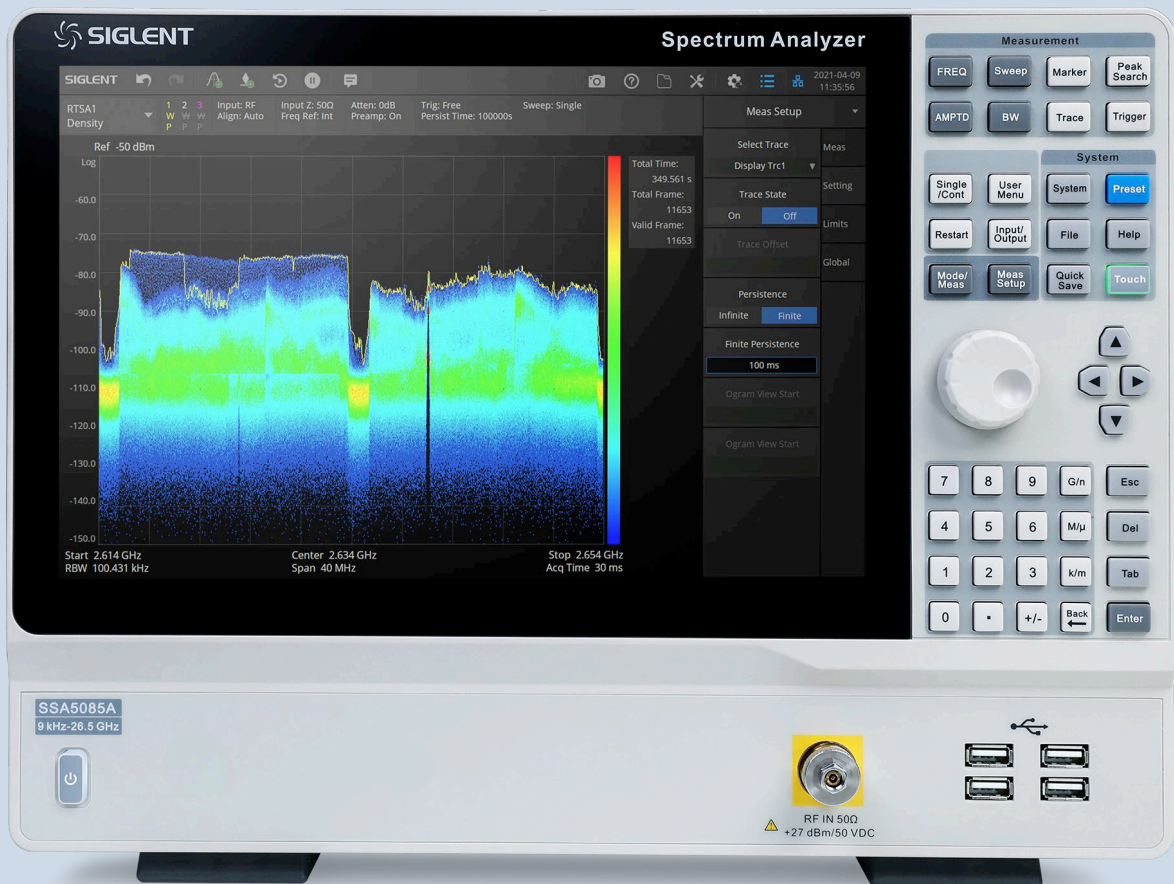 SIGLENT
Spectrum Analyzer
SIGLENT
2021-04-09
11:35:56
RTSA1
Density
1 2 3
W W W
P P P
Input: RF
Align: Auto
Input Z: 50Ω
Freq Ref: Int
Atten: 0dB
Preamp: On
Trig: Free
Persist Time: 100000s
Sweep: Single
Ref -50 dBm
Log
-60.0
-70.0
-80.0
-90.0
-100.0
-110.0
-120.0
-130.0
-140.0
-150.0
Total Time:
349.561 s
Total Frame:
11653
Valid Frame:
11653
Start 2.614 GHz
RBW 100.431 kHz
Center 2.634 GHz
Span 40 MHz
Stop 2.654 GHz
Acq Time 30 ms
Meas Setup
Select Trace
Display Trc1
Trace State
On Off
Trace Offset
Persistence
Infinite Finite
Finite Persistence
100 ms
Ogram View Start
Ogram View Start
Meas
Setting
Limits
Global
Measurement
FREQ Sweep Marker Peak
Search
AMPTD BW Trace Trigger
Single
/Cont
User
Menu
Restart
Input/
Output
Mode/
Meas
Meas
Setup
System
System Preset
File Help
Quick
Save
Touch
7 8 9 G/n Esc
4 5 6 M/µ Del
1 2 3 k/m Tab
0 . +/- Back Enter
SSA5085A
9 kHz-26.5 GHz
RF IN 50Ω
+27 dBm/50 VDC